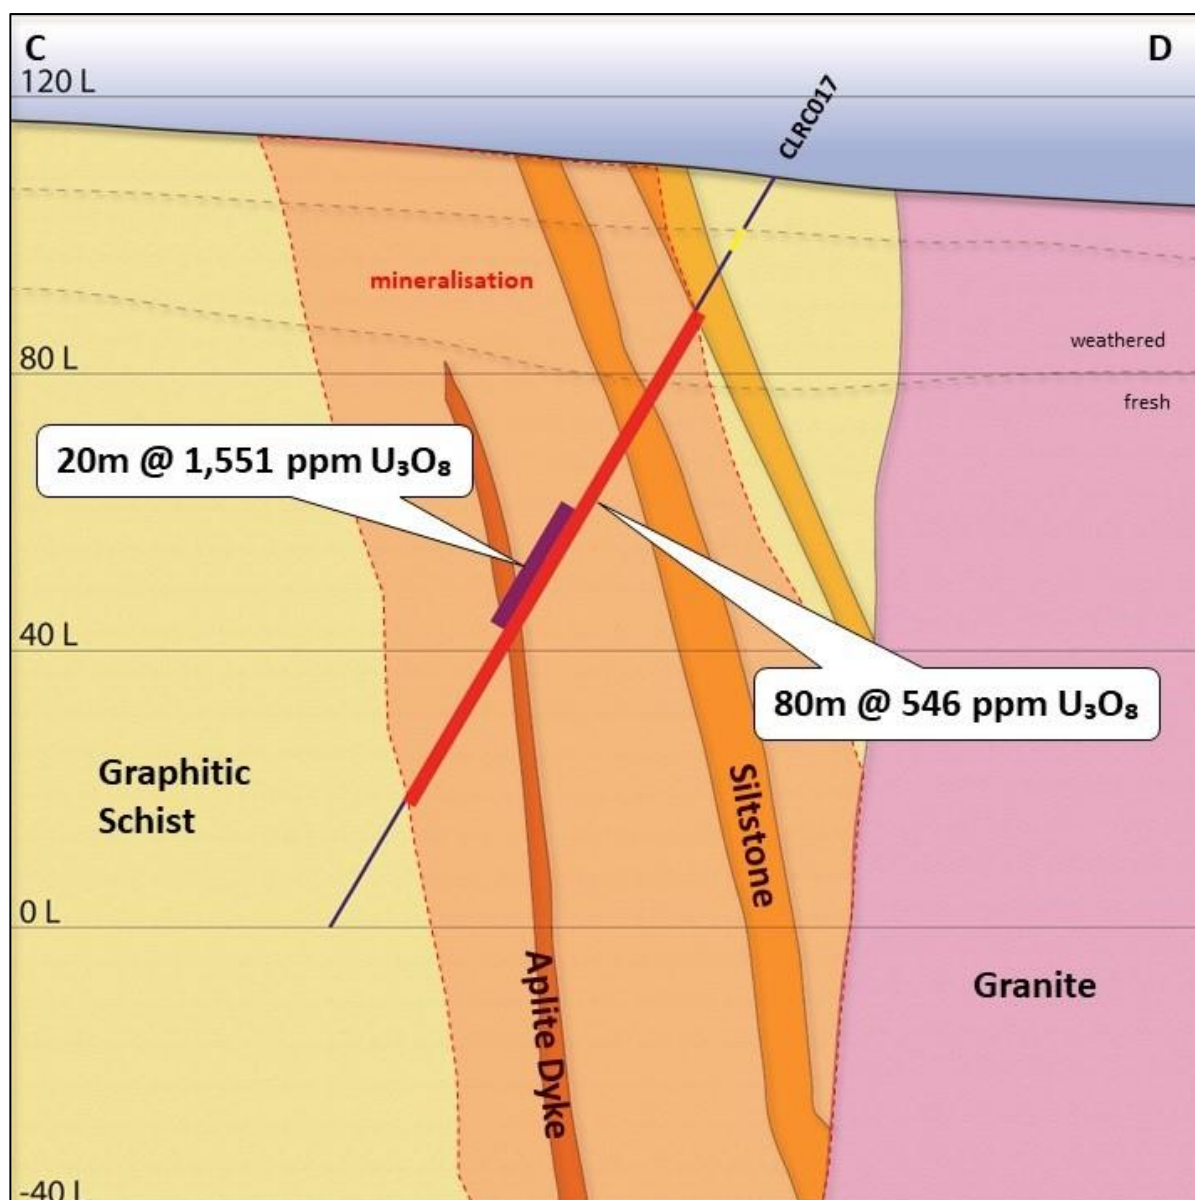 C
D
120 L
CLRC017
mineralisation
weathered
80 L
fresh
20m @ 1,551 ppm U₃O₈
40 L
80m @ 546 ppm U₃O₈
Graphitic
Schist
Siltstone
0 L
Aplite Dyke
Granite
-40 L